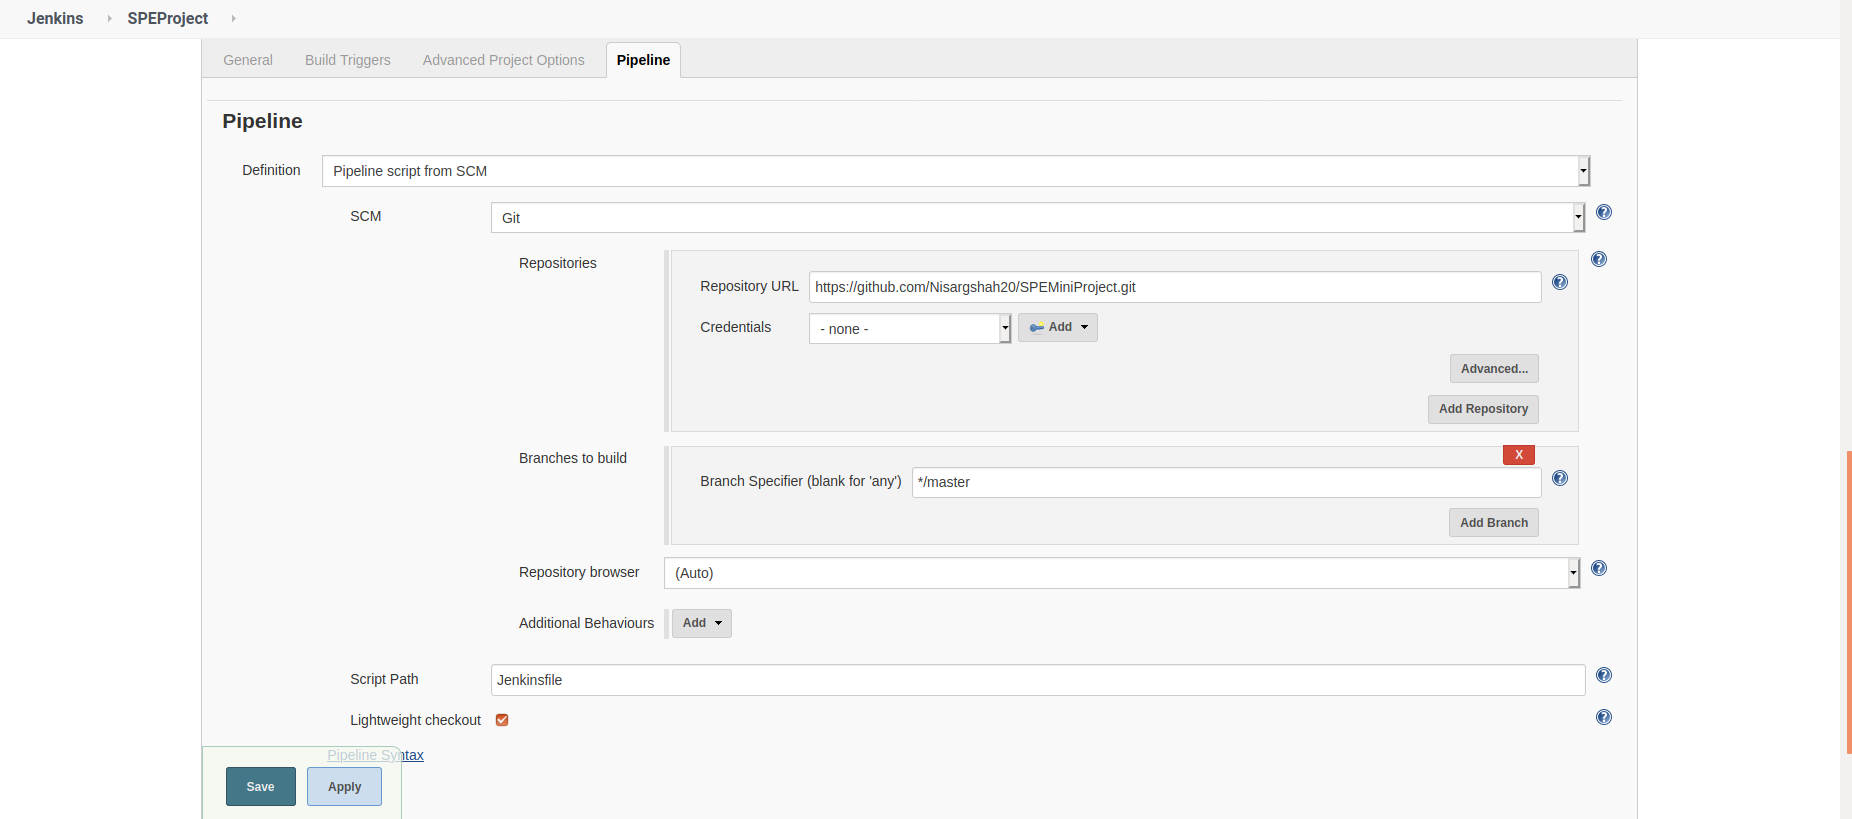 Jenkins SPEProject
General Build Triggers Advanced Project Options Pipeline
Pipeline
Definition Pipeline script from SCM
SCM Git
Repositories
Repository URL https://github.com/Nisargshah20/SPEMiniProject.git
Credentials - none - Add
Advanced...
Add Repository
Branches to build
X
Branch Specifier (blank for 'any') */master
Add Branch
Repository browser (Auto)
Additional Behaviours Add
Script Path Jenkinsfile
Lightweight checkout
Pipeline Syntax
Save Apply